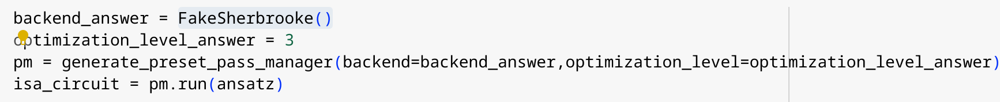 backend_answer = FakeSherbrooke()
optimization_level_answer = 3
pm = generate_preset_pass_manager(backend=backend_answer,optimization_level=optimization_level_answer)
isa_circuit = pm.run(ansatz)